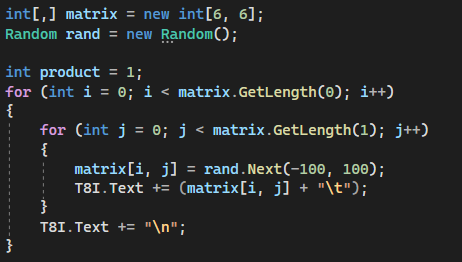 int[,] matrix = new int[6, 6];
Random rand = new Random();
int product = 1;
for (int i = 0; i < matrix.GetLength(0); i++)
{
for (int j = 0; j < matrix.GetLength(1); j++)
{
matrix[i, j] = rand.Next(-100, 100);
T8I.Text += (matrix[i, j] + "\t");
}
T8I.Text += "\n";
}